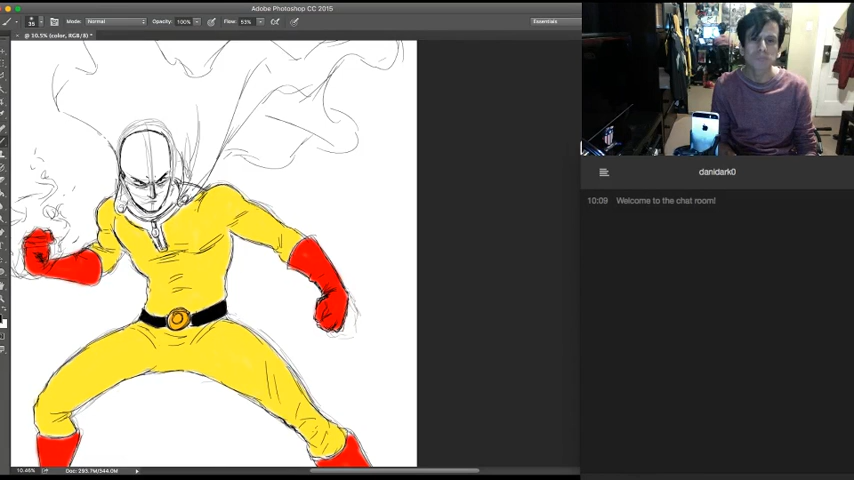 Adobe Photoshop CC 2015
35
Mode: Normal
Opacity: 100%
Flow: 53%
Essentials
@ 10.5% (color, RGB/8) *
danidark0
10:09 Welcome to the chat room!
10.46%
Doc: 293.7M/544.0M